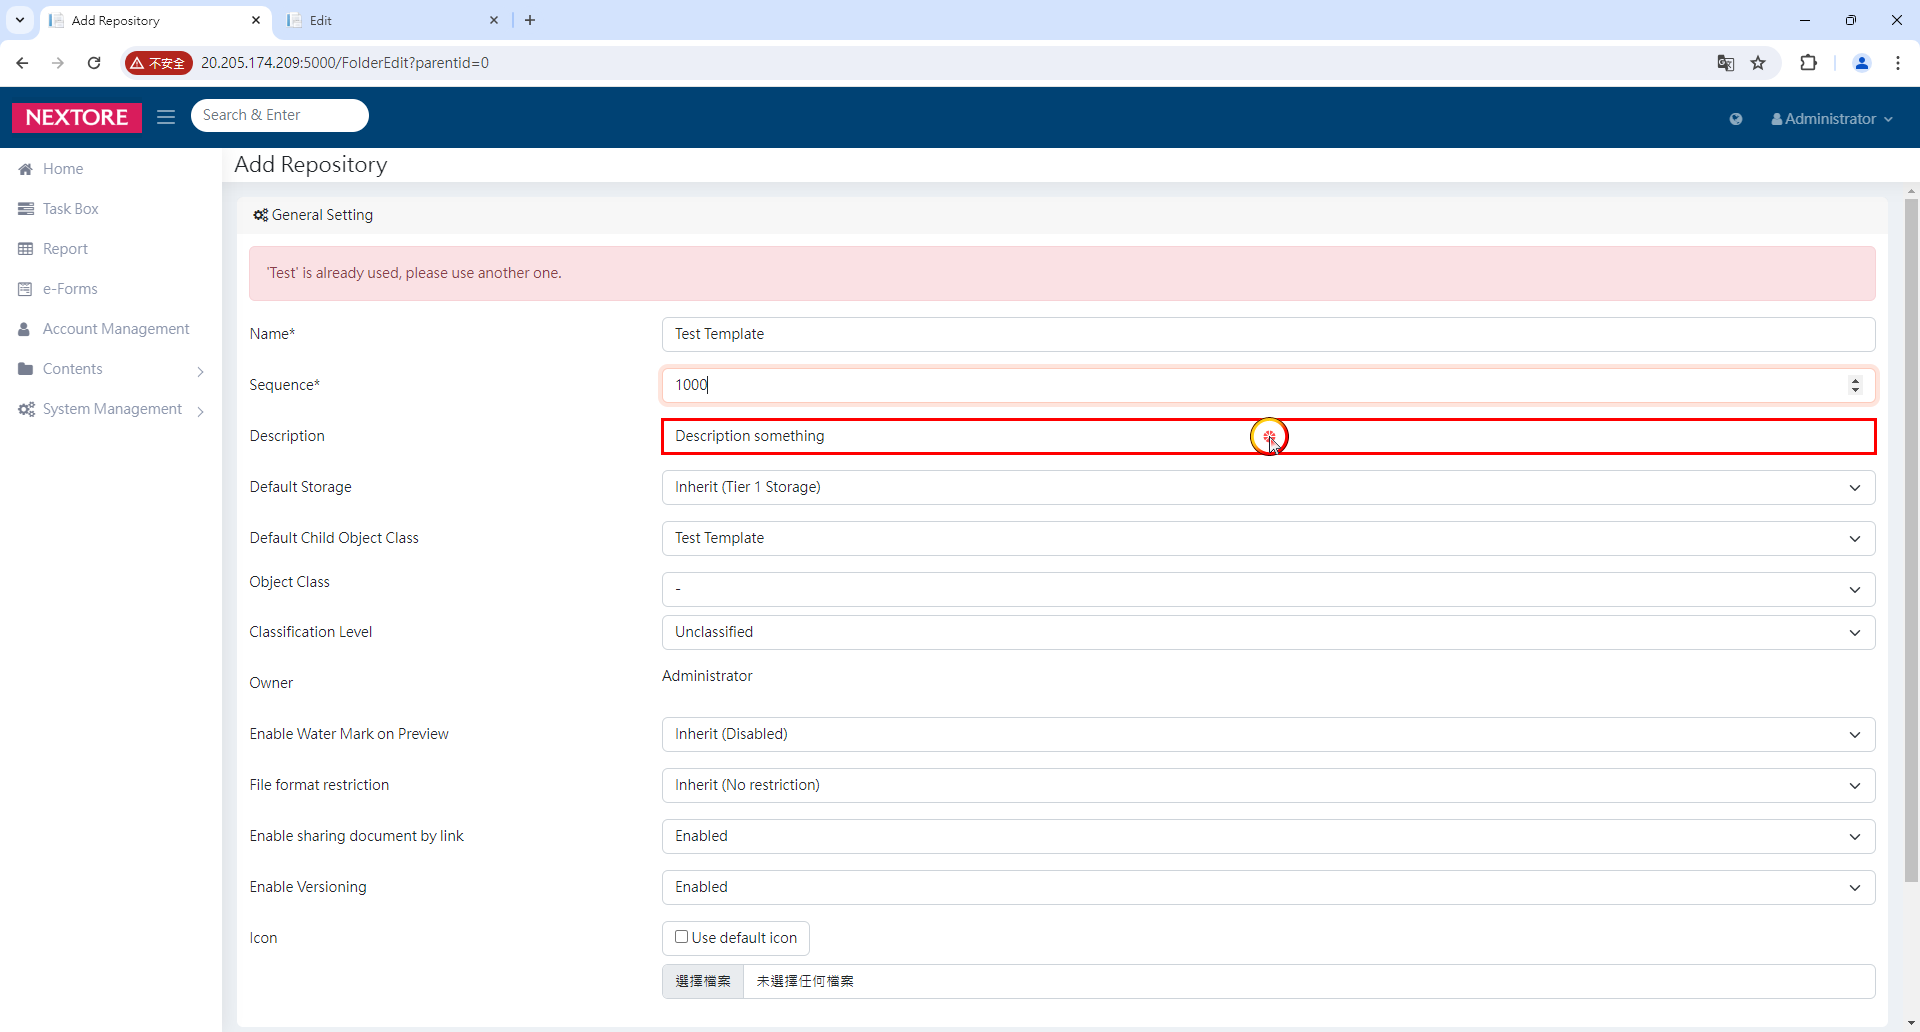 Add Repository
Edit
不安全
20.205.174.209:5000/FolderEdit?parentid=0
NEXTORE
Search & Enter
Administrator
Home
Task Box
Report
e-Forms
Account Management
Contents
System Management
Add Repository
General Setting
'Test' is already used, please use another one.
Name* Test Template
Sequence* 1000
Description Description something
Default Storage Inherit (Tier 1 Storage)
Default Child Object Class Test Template
Object Class -
Classification Level Unclassified
Owner Administrator
Enable Water Mark on Preview Inherit (Disabled)
File format restriction Inherit (No restriction)
Enable sharing document by link Enabled
Enable Versioning Enabled
Icon Use default icon
選擇檔案 未選擇任何檔案